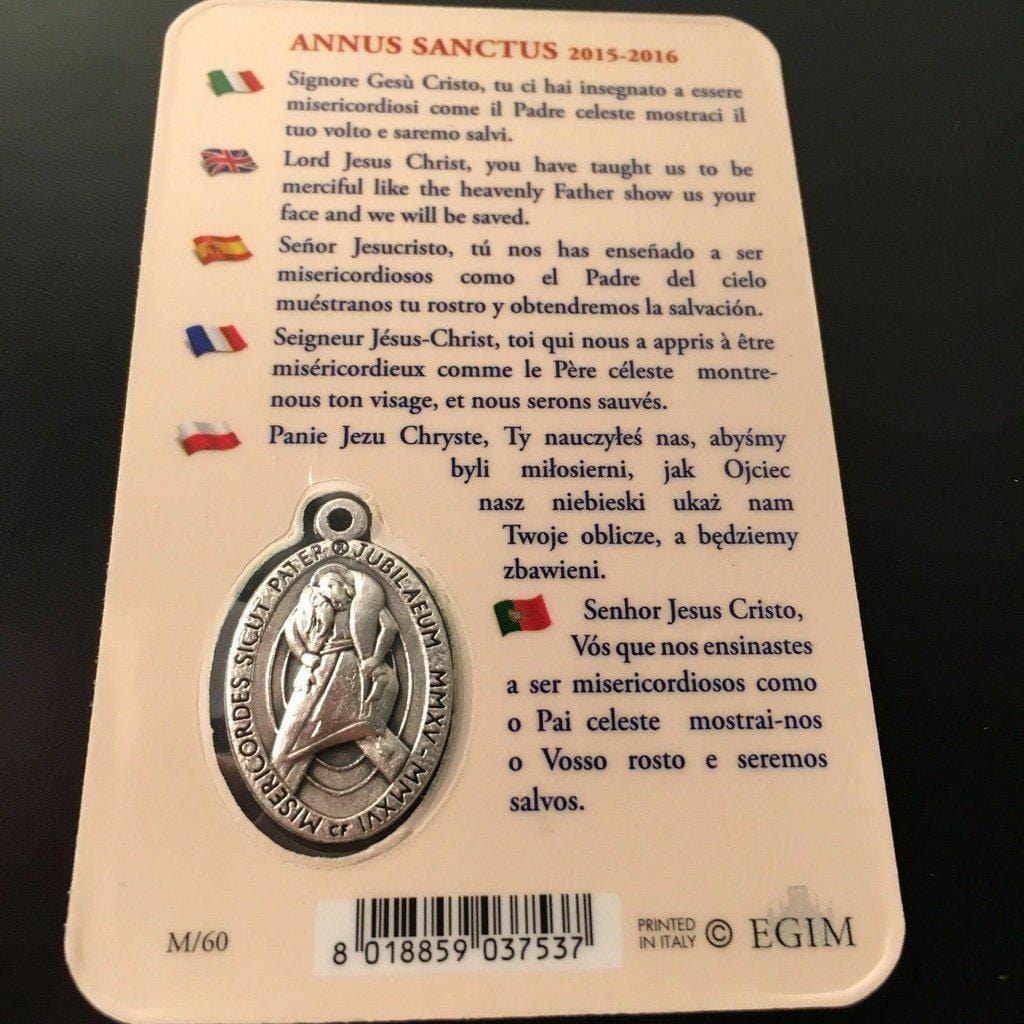 ANNUS SANCTUS 2015-2016
Signore Gesù Cristo, tu ci hai insegnato a essere
misericordiosi come il Padre celeste mostraci il
tuo volto e saremo salvi.
Lord Jesus Christ, you have taught us to be
merciful like the heavenly Father show us your
face and we will be saved.
Señor Jesucristo, tú nos has enseñado a ser
misericordiosos como el Padre del cielo
muéstranos tu rostro y obtendremos la salvación.
Seigneur Jésus-Christ, toi qui nous a appris à être
miséricordieux comme le Père céleste montre-
nous ton visage, et nous serons sauvés.
Panie Jezu Chryste, Ty nauczyłeś nas, abyśmy
byli miłosierni, jak Ojciec
nasz niebieski ukaż nam
Twoje oblicze, a będziemy
zbawieni.
Senhor Jesus Cristo,
Vós que nos ensinastes
a ser misericordiosos como
o Pai celeste mostrai-nos
o Vosso rosto e seremos
salvos.
MISERICORDES SICUT PATER ® JUBILAEUM MMXV - MMXVI
CF
M/60
8 018859 037537
PRINTED
IN ITALY
© EGIM